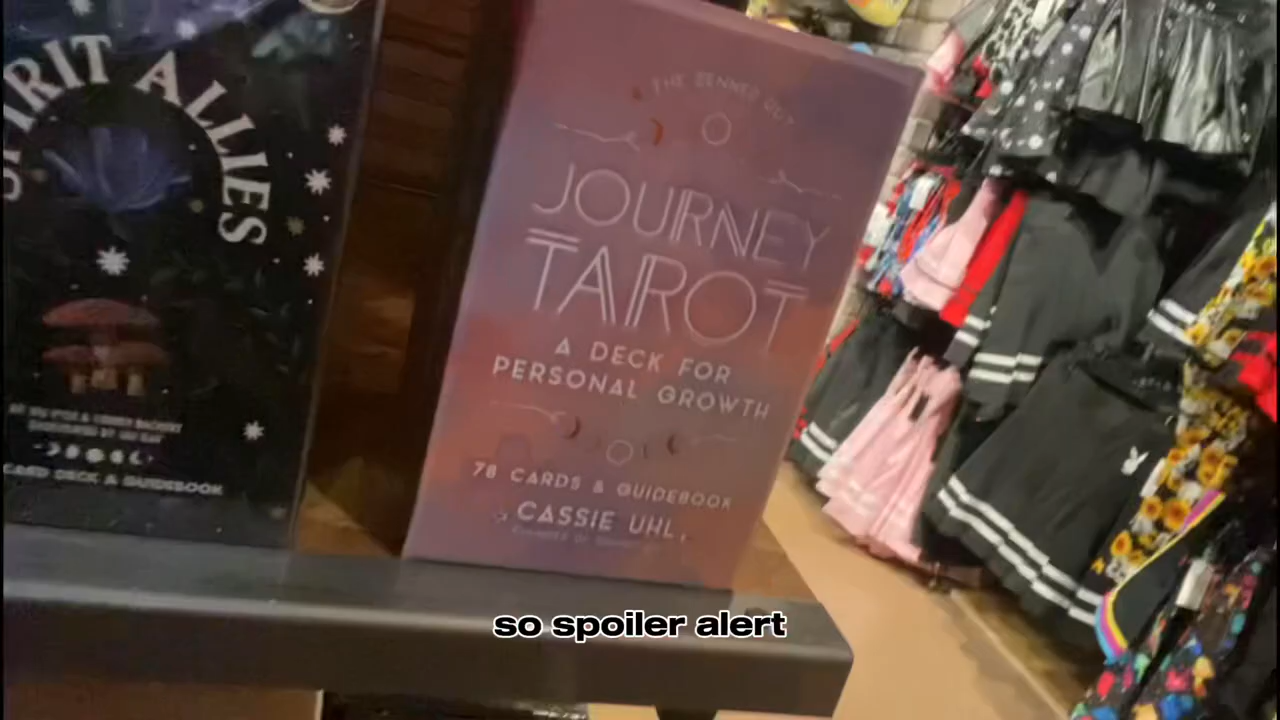 SPIRIT ALLIES
CARD DECK & GUIDEBOOK
THE ZENNED OUT
JOURNEY
TAROT
A DECK FOR
PERSONAL GROWTH
78 CARDS & GUIDEBOOK
CASSIE UHL
so spoiler alert